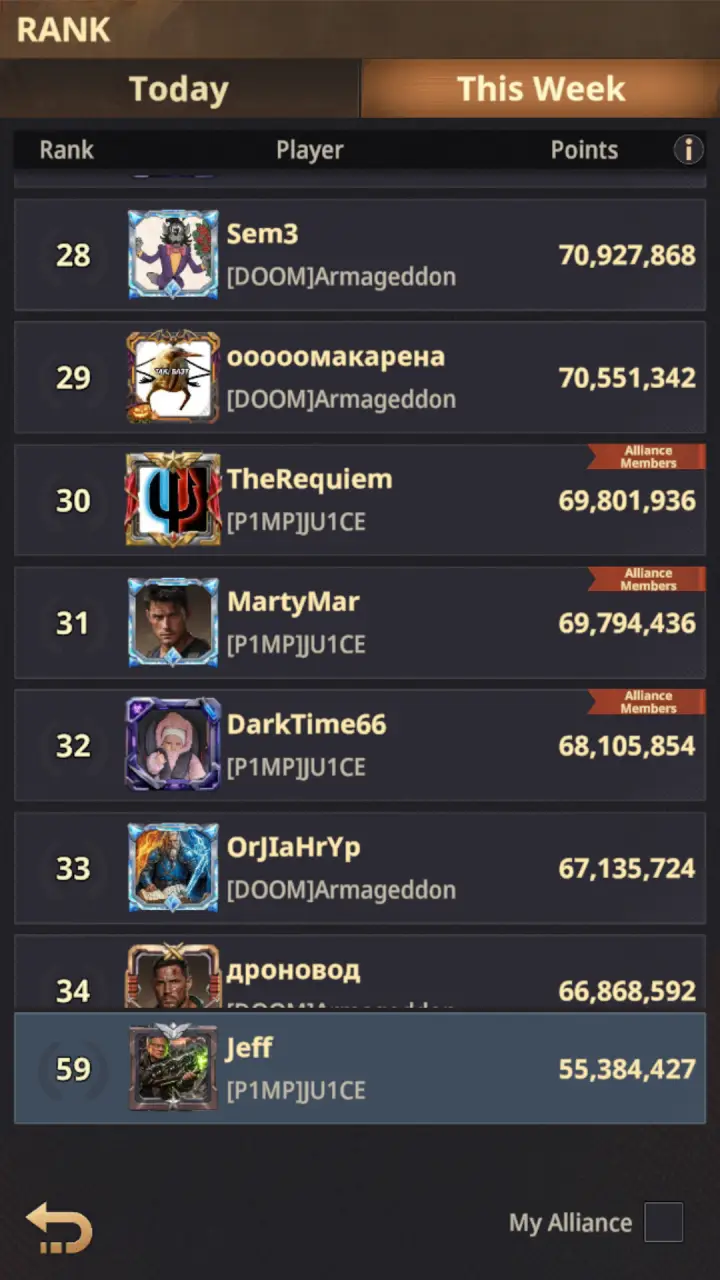 RANK
Today
This Week
Rank
Player
Points
28
Sem3
[DOOM]Armageddon
70,927,868
29
ооооомакарена
[DOOM]Armageddon
70,551,342
Alliance
Members
30
TheRequiem
[P1MP]JU1CE
69,801,936
Alliance
Members
31
MartyMar
[P1MP]JU1CE
69,794,436
Alliance
Members
32
DarkTime66
[P1MP]JU1CE
68,105,854
33
OrJIaHrYp
[DOOM]Armageddon
67,135,724
34
дроновод
[DOOM]Armageddon
66,868,592
59
Jeff
[P1MP]JU1CE
55,384,427
My Alliance